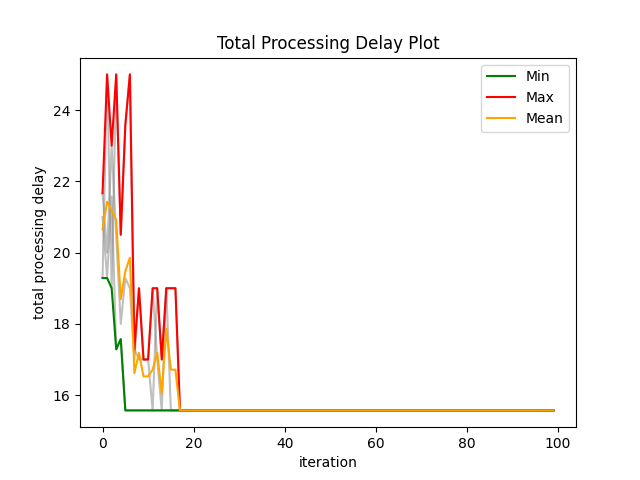 Total Processing Delay Plot
Min
Max
Mean
24
22
20
18
16
total processing delay
0
20
40
60
80
100
iteration